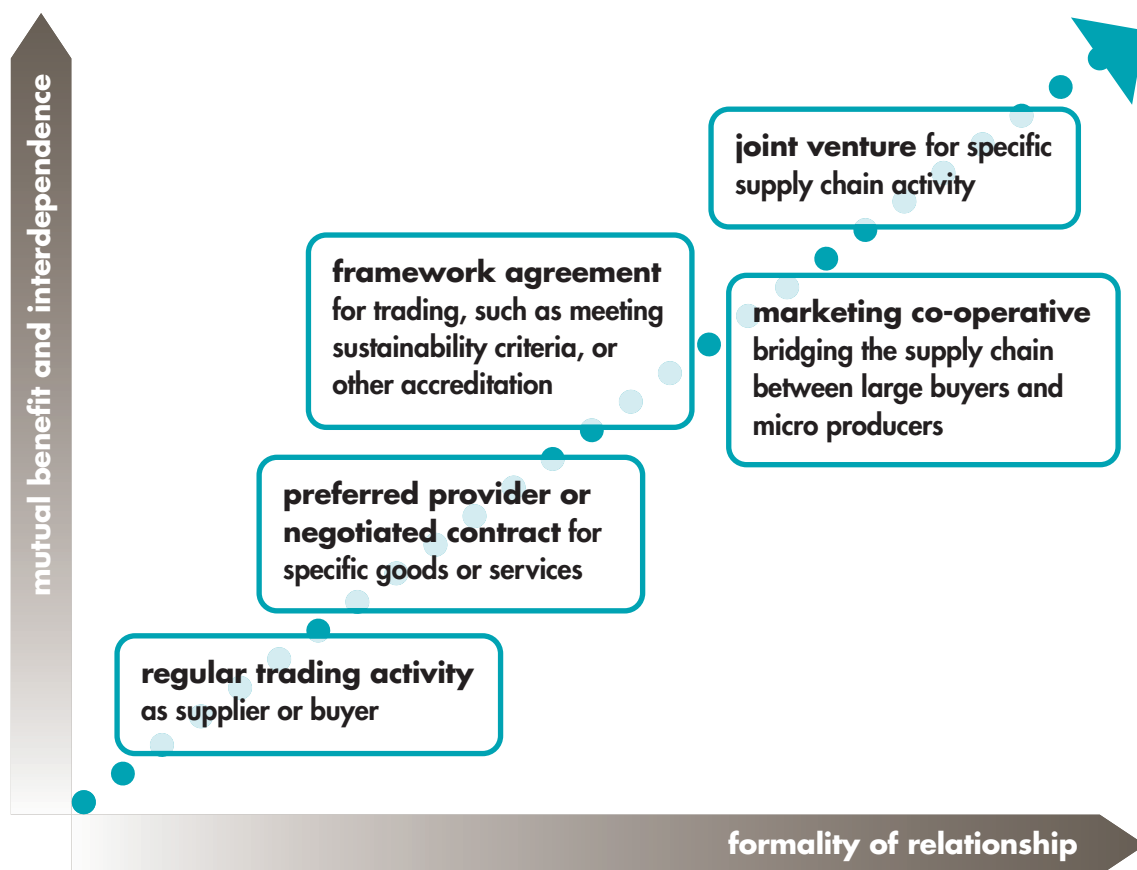 mutual benefit and interdependence
joint venture for specific
supply chain activity
framework agreement
for trading, such as meeting
sustainability criteria, or
other accreditation
marketing co-operative
bridging the supply chain
between large buyers and
micro producers
preferred provider or
negotiated contract for
specific goods or services
regular trading activity
as supplier or buyer
formality of relationship